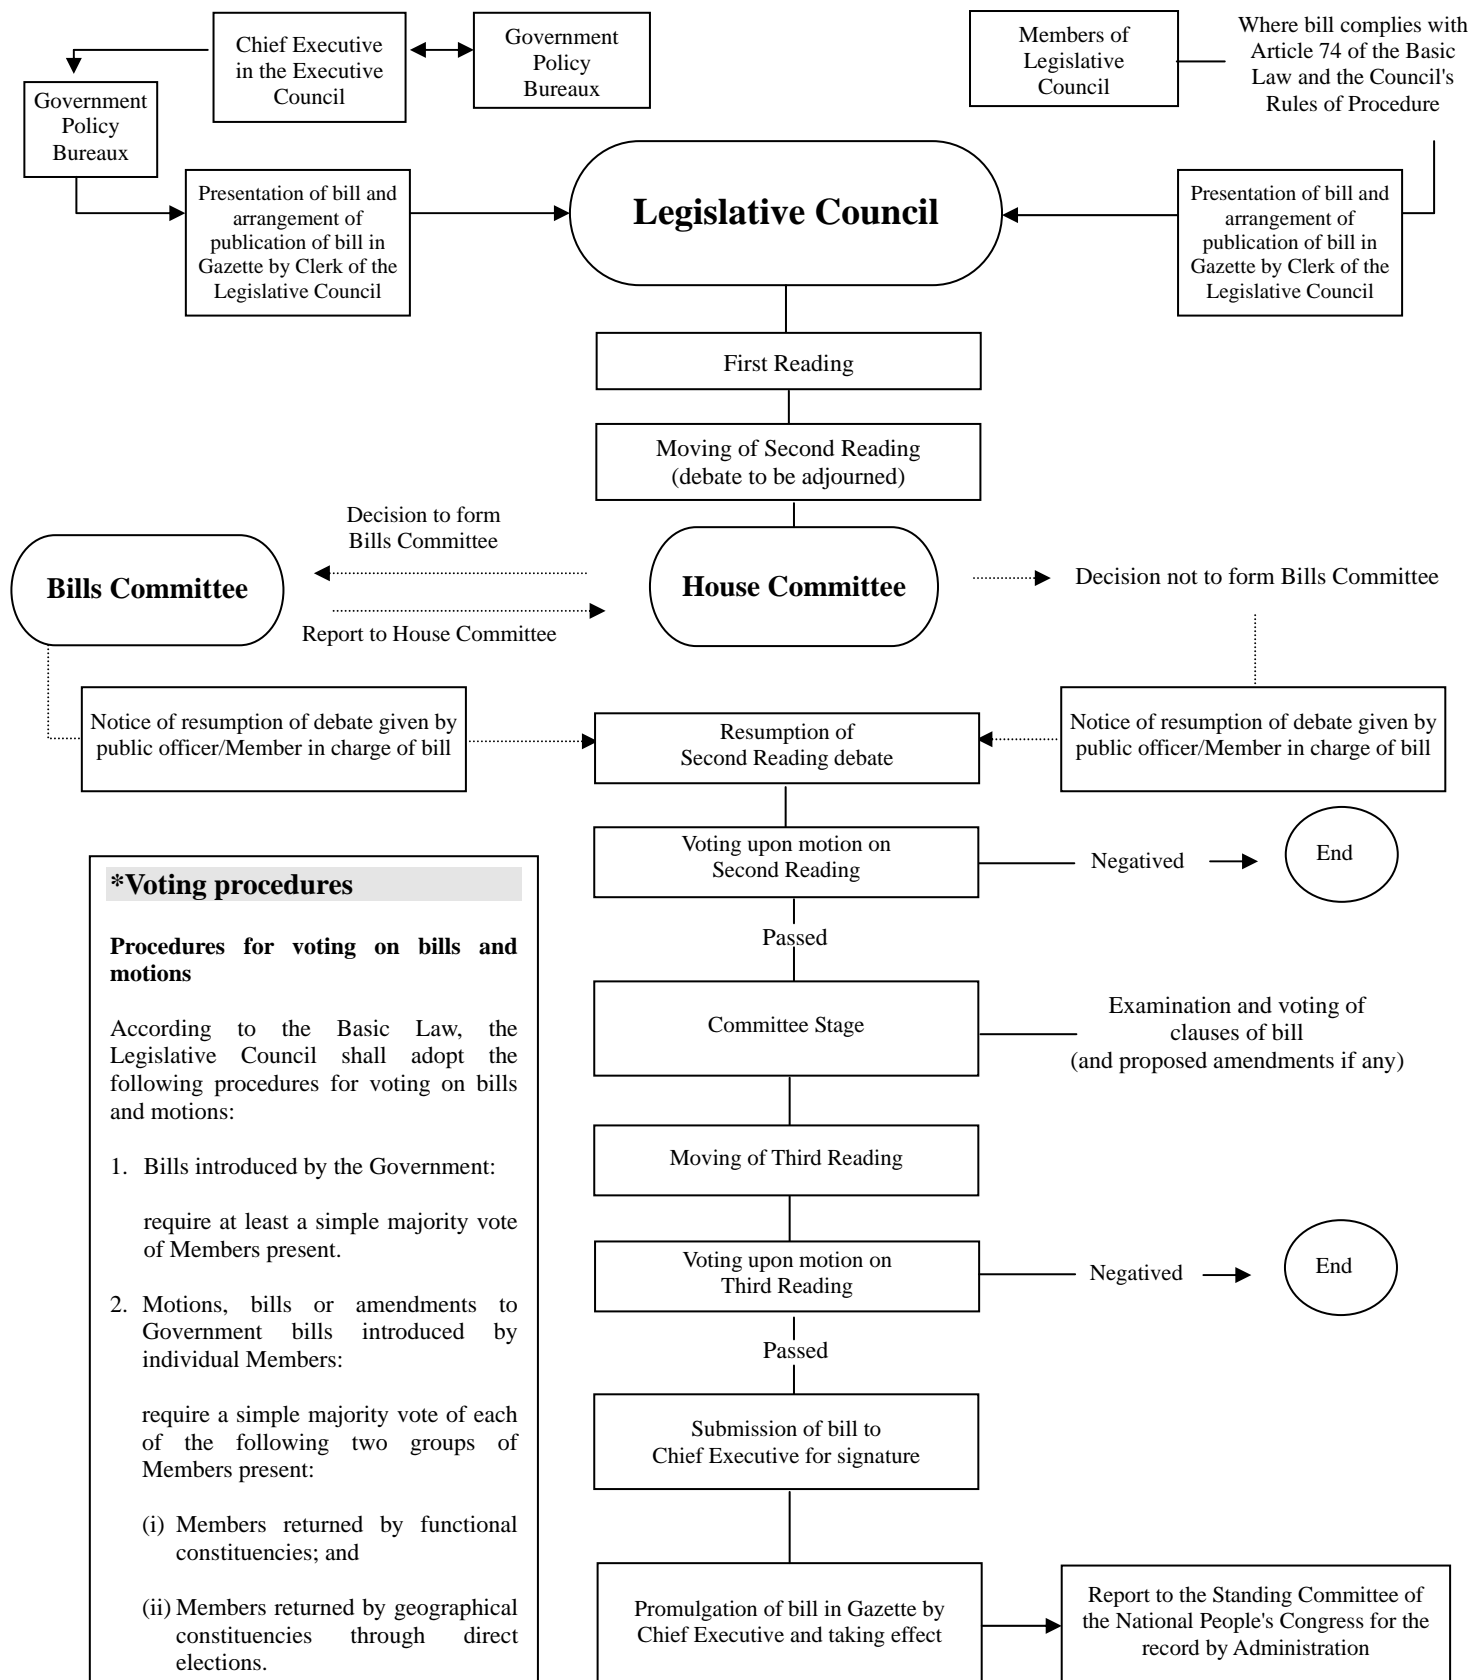 Chief Executive
in the Executive
Council
Government
Policy
Bureaux
Members of
Legislative
Council
Where bill complies with
Article 74 of the Basic
Law and the Council's
Rules of Procedure
Government
Policy
Bureaux
Presentation of bill and
arrangement of
publication of bill in
Gazette by Clerk of the
Legislative Council
Legislative Council
Presentation of bill and
arrangement of
publication of bill in
Gazette by Clerk of the
Legislative Council
First Reading
Moving of Second Reading
(debate to be adjourned)
Decision to form
Bills Committee
Bills Committee
House Committee
Decision not to form Bills Committee
Report to House Committee
Notice of resumption of debate given by
public officer/Member in charge of bill
Resumption of
Second Reading debate
Notice of resumption of debate given by
public officer/Member in charge of bill
Voting upon motion on
Second Reading
Negatived
End
Passed
Committee Stage
Examination and voting of
clauses of bill
(and proposed amendments if any)
Moving of Third Reading
Voting upon motion on
Third Reading
Negatived
End
Passed
Submission of bill to
Chief Executive for signature
Promulgation of bill in Gazette by
Chief Executive and taking effect
Report to the Standing Committee of
the National People's Congress for the
record by Administration
*Voting procedures
Procedures for voting on bills and
motions
According to the Basic Law, the
Legislative Council shall adopt the
following procedures for voting on bills
and motions:
1. Bills introduced by the Government:
require at least a simple majority vote
of Members present.
2. Motions, bills or amendments to
Government bills introduced by
individual Members:
require a simple majority vote of each
of the following two groups of
Members present:
(i) Members returned by functional
constituencies; and
(ii) Members returned by geographical
constituencies through direct
elections.